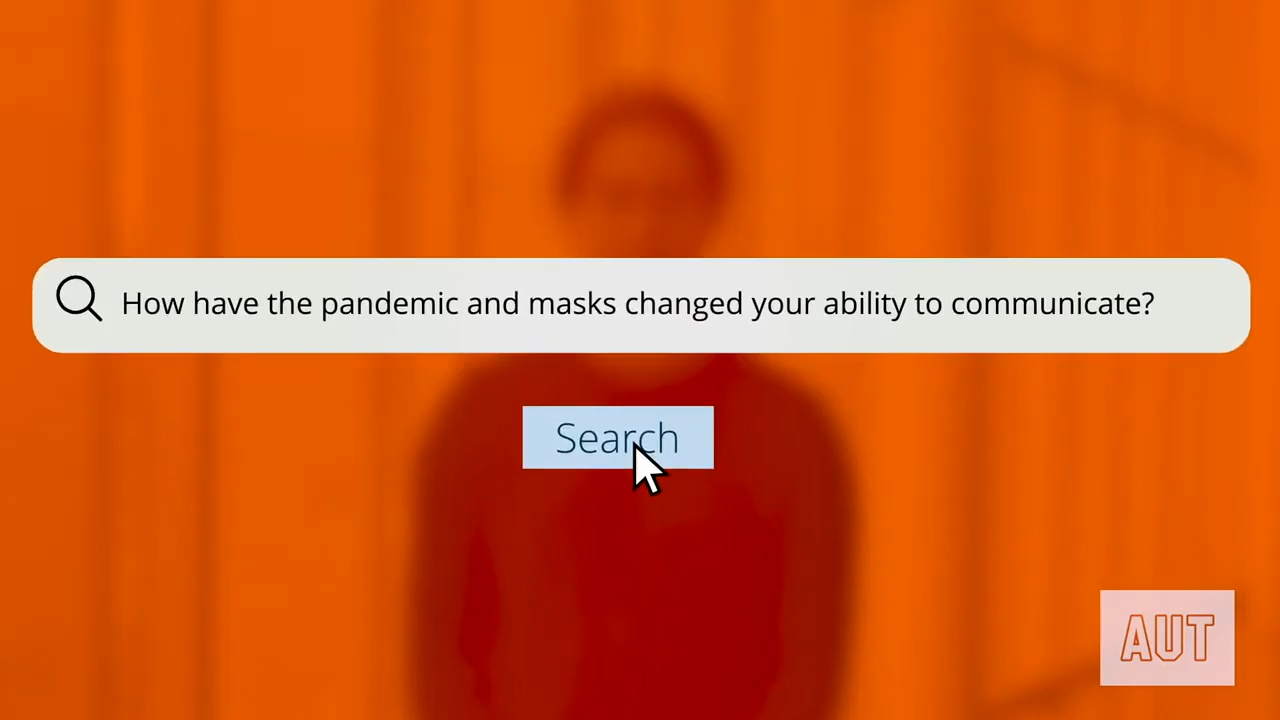 How have the pandemic and masks changed your ability to communicate?
Search
AUT